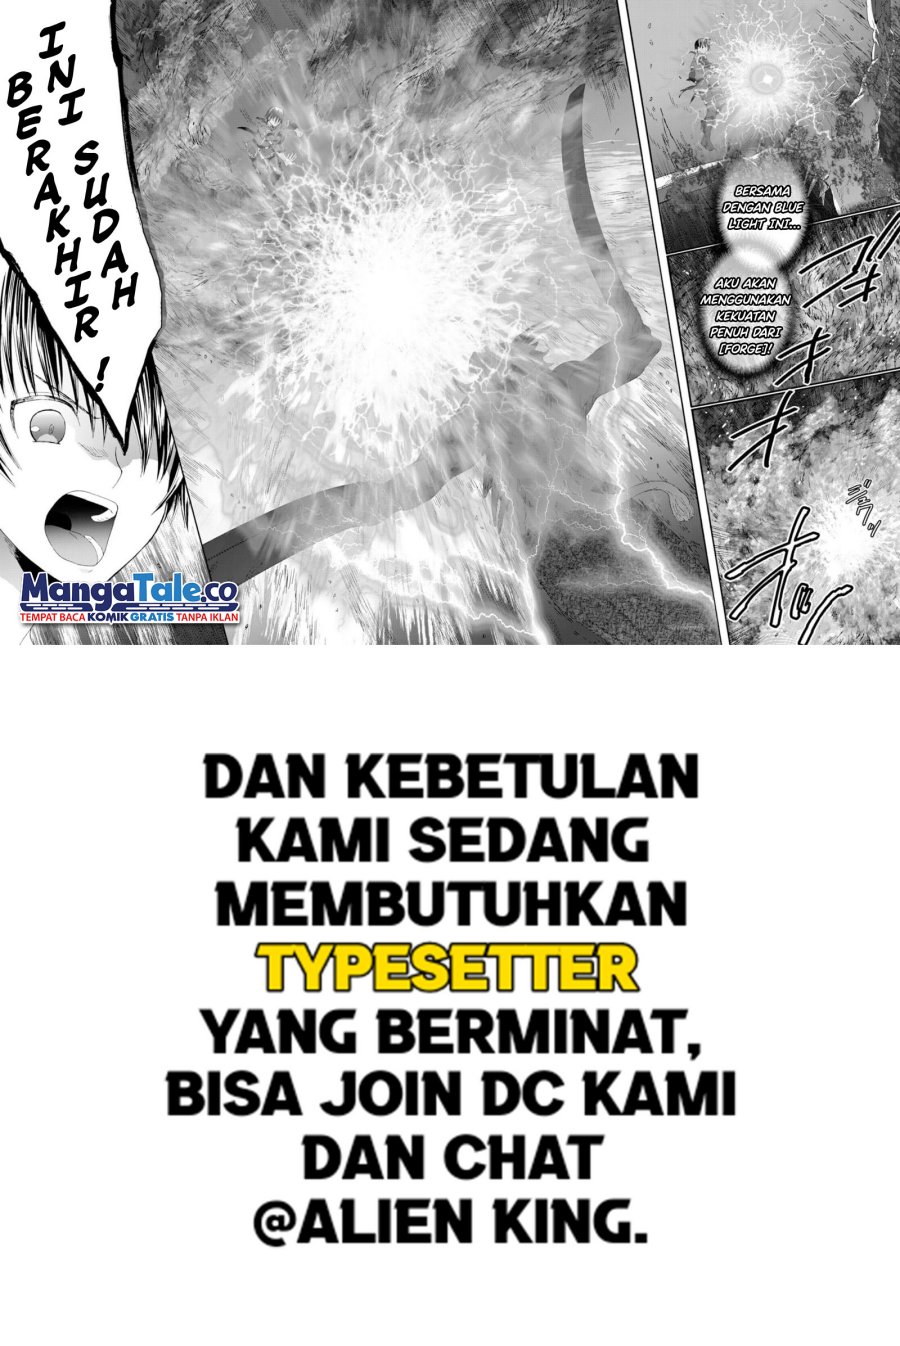 BERSAMA
DENGAN BLUE
LIGHT INI...
AKU AKAN
MENGGUNAKAN
KEKUATAN
PENUH DARI
[FORGE]!
INI SUDAH
BERAKHIR!
MangaTale.co
TEMPAT BACA KOMIK GRATIS TANPA IKLAN
DAN KEBETULAN
KAMI SEDANG
MEMBUTUHKAN
TYPESETTER
YANG BERMINAT,
BISA JOIN DC KAMI
DAN CHAT
@ALIEN KING.